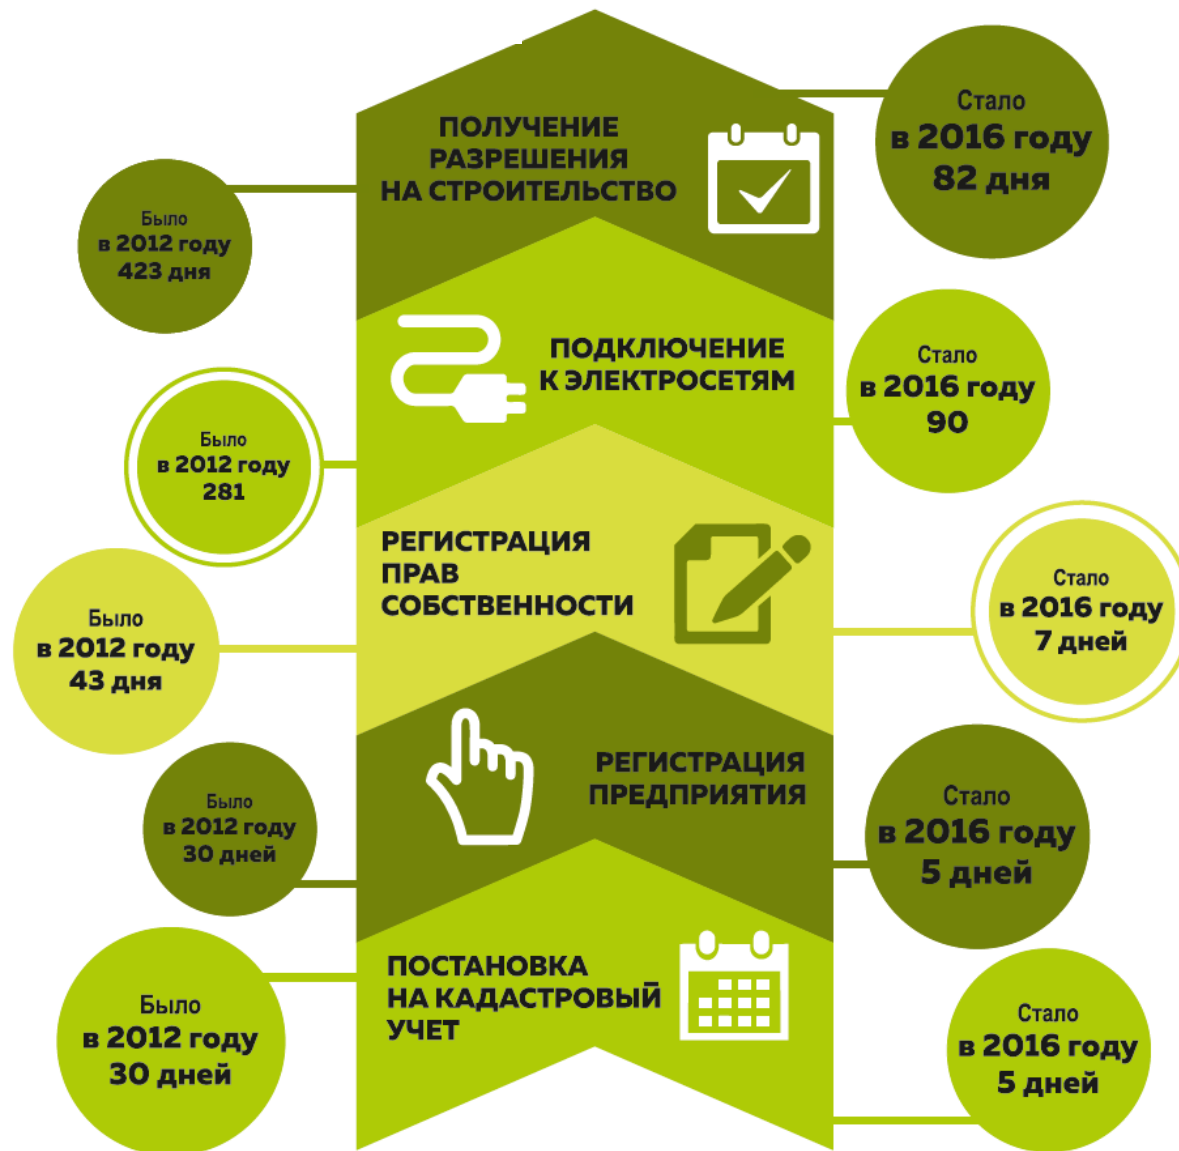 ПОЛУЧЕНИЕ
РАЗРЕШЕНИЯ
НА СТРОИТЕЛЬСТВО
Было
в 2012 году
423 дня
Стало
в 2016 году
82 дня
ПОДКЛЮЧЕНИЕ
К ЭЛЕКТРОСЕТЯМ
Было
в 2012 году
281
Стало
в 2016 году
90
РЕГИСТРАЦИЯ
ПРАВ
СОБСТВЕННОСТИ
Было
в 2012 году
43 дня
Стало
в 2016 году
7 дней
РЕГИСТРАЦИЯ
ПРЕДПРИЯТИЯ
Было
в 2012 году
30 дней
Стало
в 2016 году
5 дней
ПОСТАНОВКА
НА КАДАСТРОВЫЙ
УЧЕТ
Было
в 2012 году
30 дней
Стало
в 2016 году
5 дней